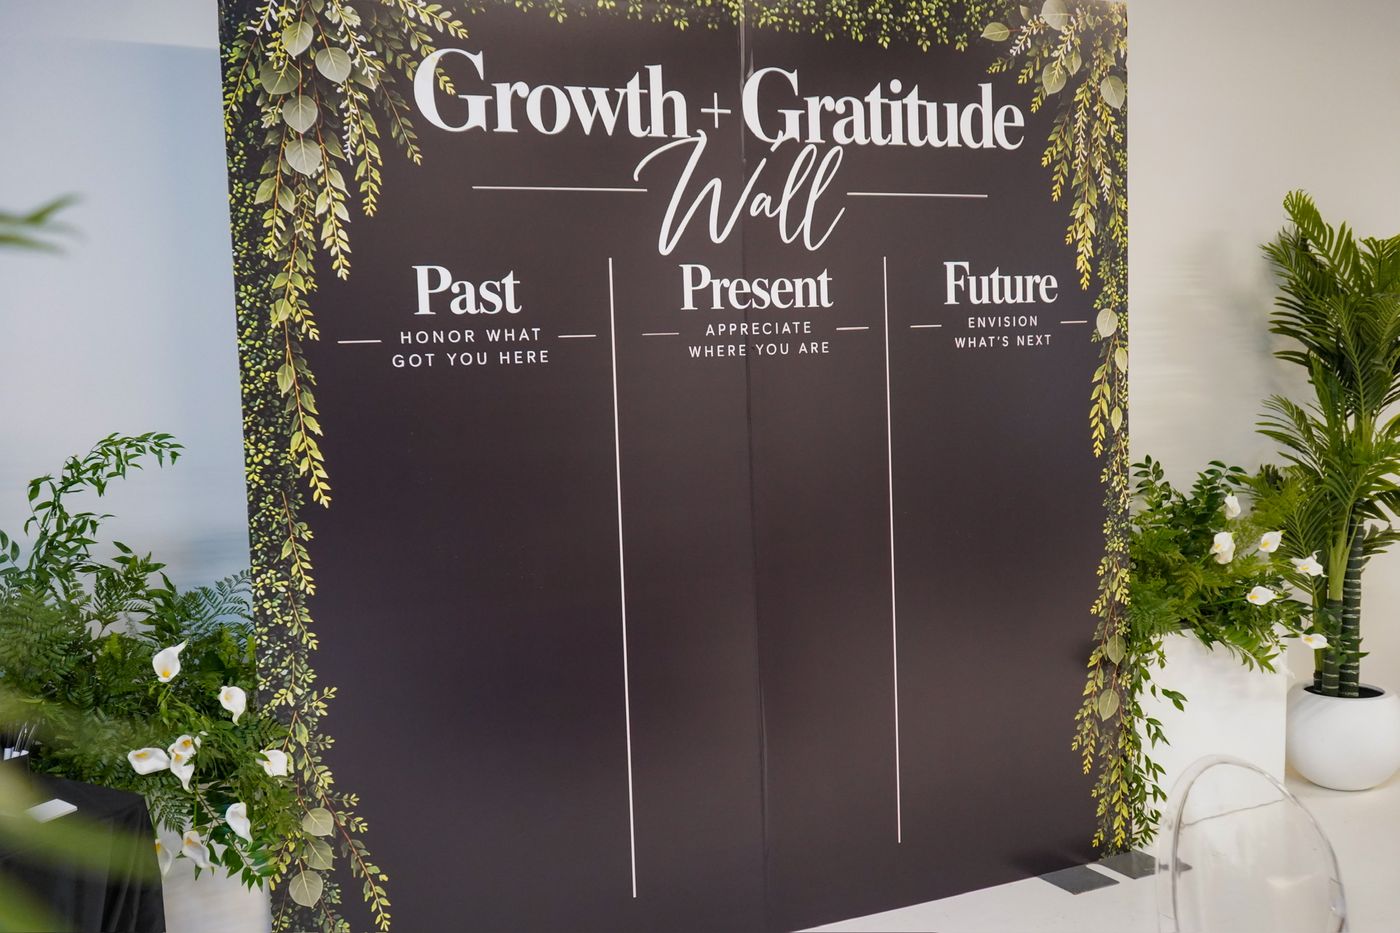 Growth + Gratitude
Wall
Past
HONOR WHAT
GOT YOU HERE
Present
APPRECIATE
WHERE YOU ARE
Future
ENVISION
WHAT'S NEXT